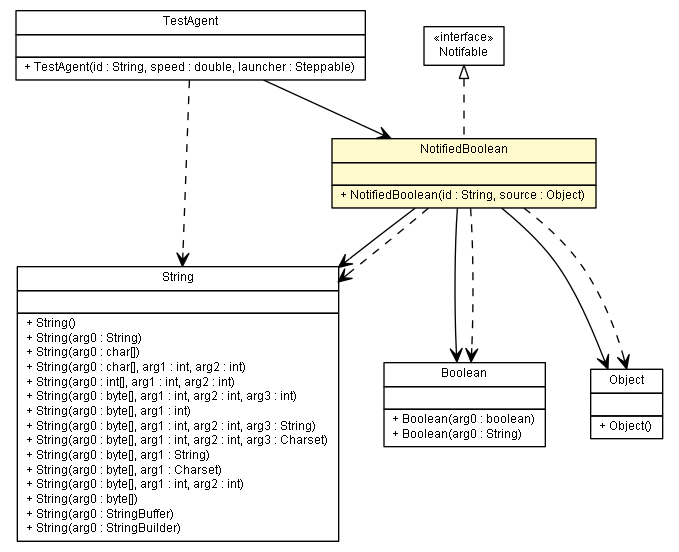 TestAgent
+ TestAgent(id : String, speed : double, launcher : Steppable)
«interface»
Notifable
NotifiedBoolean
+ NotifiedBoolean(id : String, source : Object)
String
+ String()
+ String(arg0 : String)
+ String(arg0 : char[])
+ String(arg0 : char[], arg1 : int, arg2 : int)
+ String(arg0 : int[], arg1 : int, arg2 : int)
+ String(arg0 : byte[], arg1 : int, arg2 : int, arg3 : int)
+ String(arg0 : byte[], arg1 : int)
+ String(arg0 : byte[], arg1 : int, arg2 : int, arg3 : String)
+ String(arg0 : byte[], arg1 : int, arg2 : int, arg3 : Charset)
+ String(arg0 : byte[], arg1 : String)
+ String(arg0 : byte[], arg1 : Charset)
+ String(arg0 : byte[], arg1 : int, arg2 : int)
+ String(arg0 : byte[])
+ String(arg0 : StringBuffer)
+ String(arg0 : StringBuilder)
Boolean
+ Boolean(arg0 : boolean)
+ Boolean(arg0 : String)
Object
+ Object()